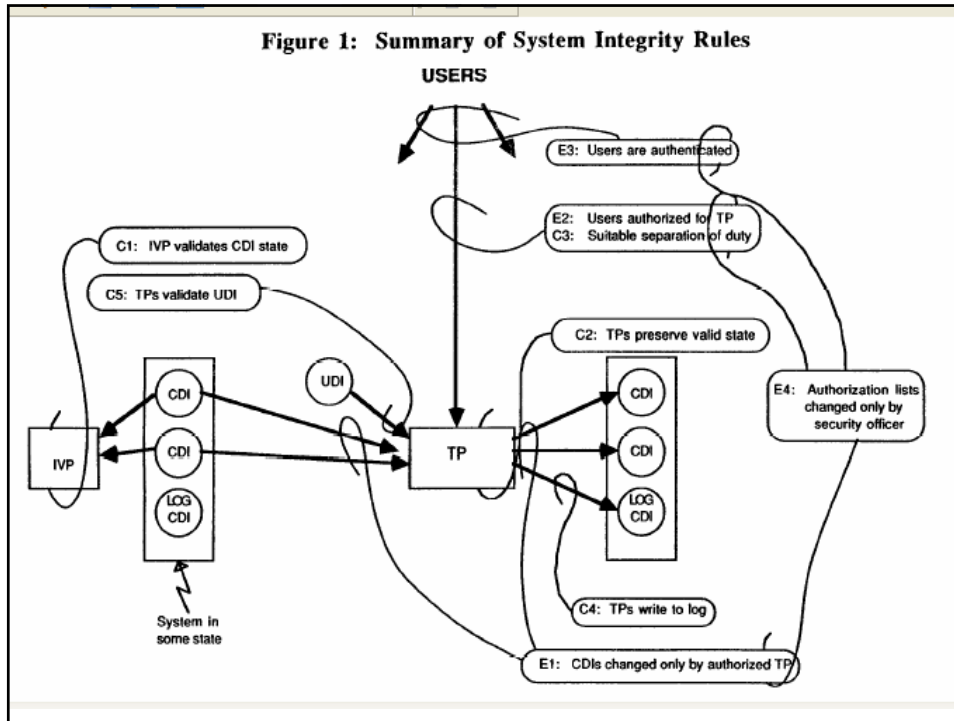 Figure 1: Summary of System Integrity Rules
USERS
E3: Users are authenticated
E2: Users authorized for TP
C3: Suitable separation of duty
C1: IVP validates CDI state
C5: TPs validate UDI
C2: TPs preserve valid state
UDI
CDI
CDI
E4: Authorization lists
changed only by
security officer
IVP
CDI
TP
CDI
LOG
CDI
LOG
CDI
C4: TPs write to log
System in
some state
E1: CDIs changed only by authorized TP